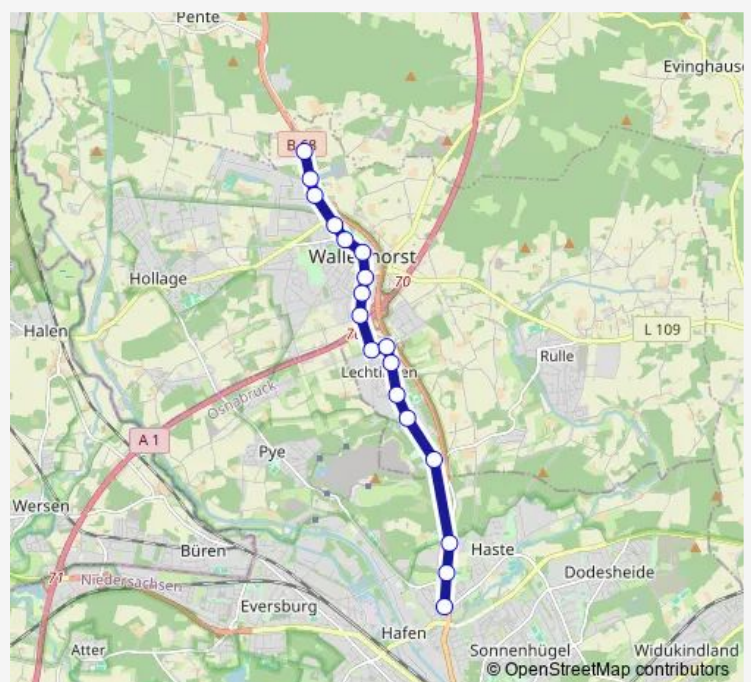 Pente
Evinghause
B 68
Wallenhorst
Hollage
70
Halen
L 109
Rulle
Lechtingen
Osnabrück
A 1
Pye
Wersen
Büren
Haste
Dodesheide
71
Niedersachsen
Eversburg
Hafen
Atter
Sonnenhügel
Widukindland
© OpenStreetMap contributors